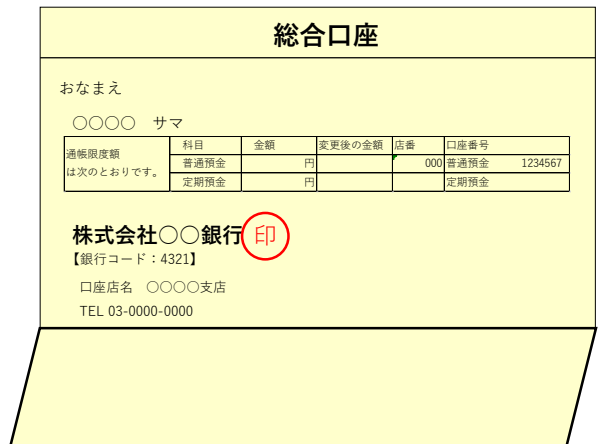 総合口座
おなまえ
○○○○ サマ
通帳限度額
は次のとおりです。
科目 金額 変更後の金額 店番 口座番号
普通預金 円 000 普通預金 1234567
定期預金 円 定期預金
株式会社○○銀行 印
【銀行コード：4321】
口座店名 ○○○○支店
TEL 03-0000-0000